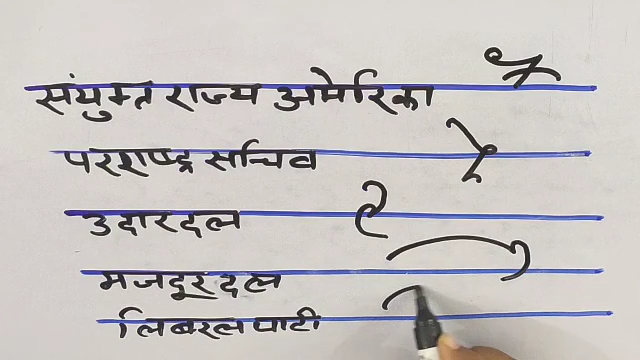 संयुक्त राज्य अमेरिका
परराष्ट्र सचिव
उदारदल
मजदूर दल
लिबरल पार्टी